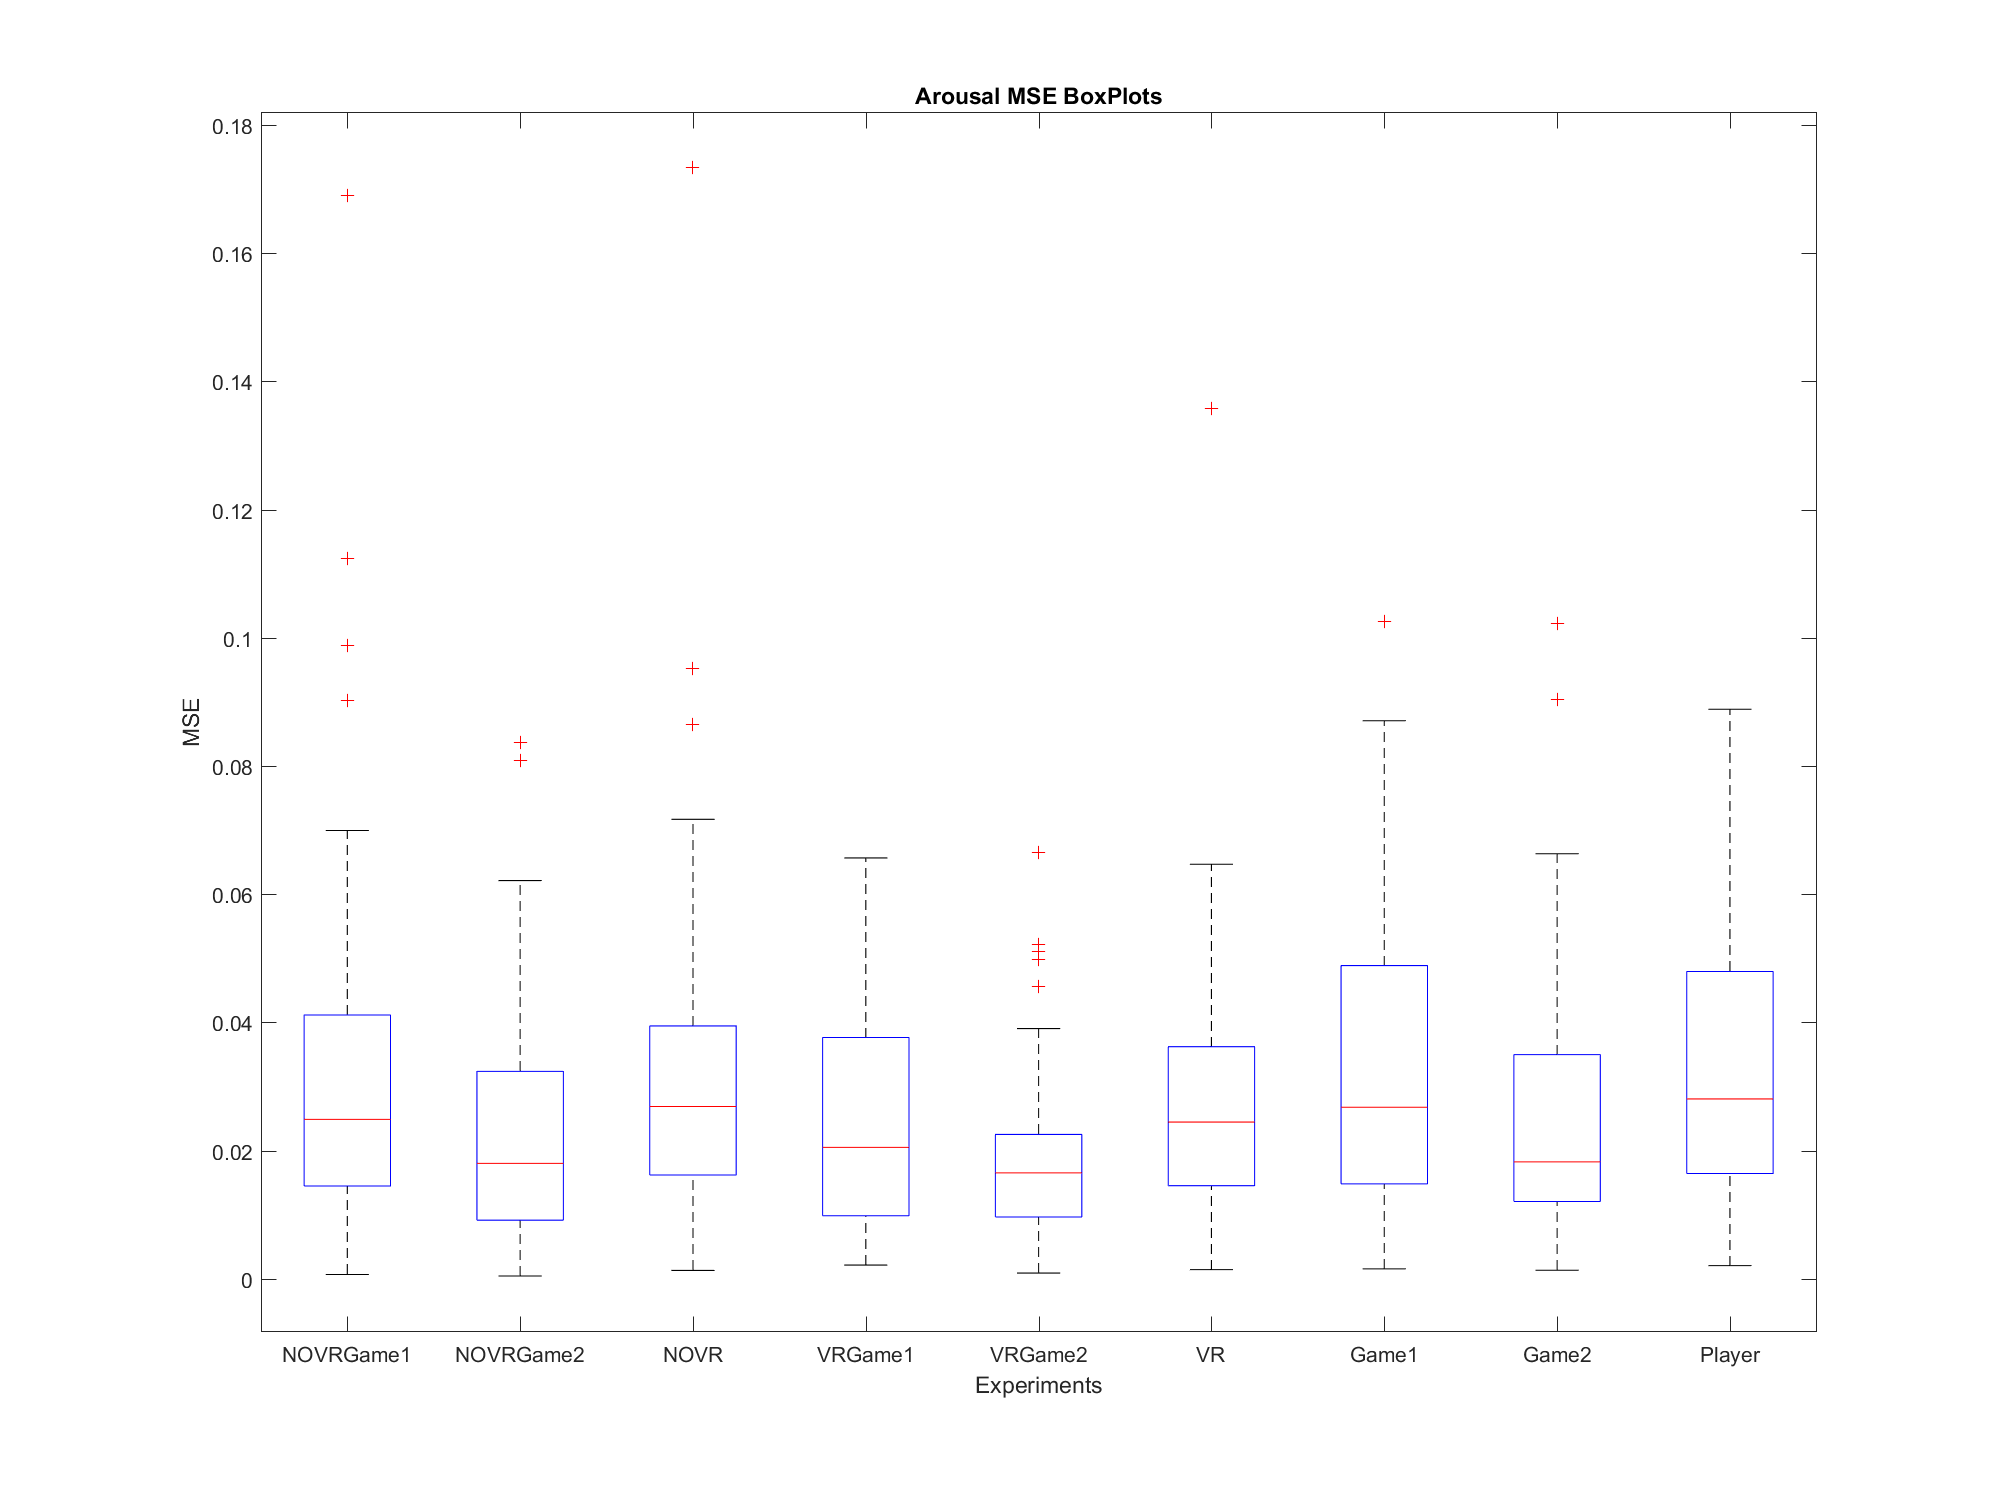 Arousal MSE BoxPlots
0.18
0.16
0.14
0.12
0.1
0.08
0.06
0.04
0.02
0
MSE
NOVRGame1 NOVRGame2 NOVR VRGame1 VRGame2 VR Game1 Game2 Player
Experiments